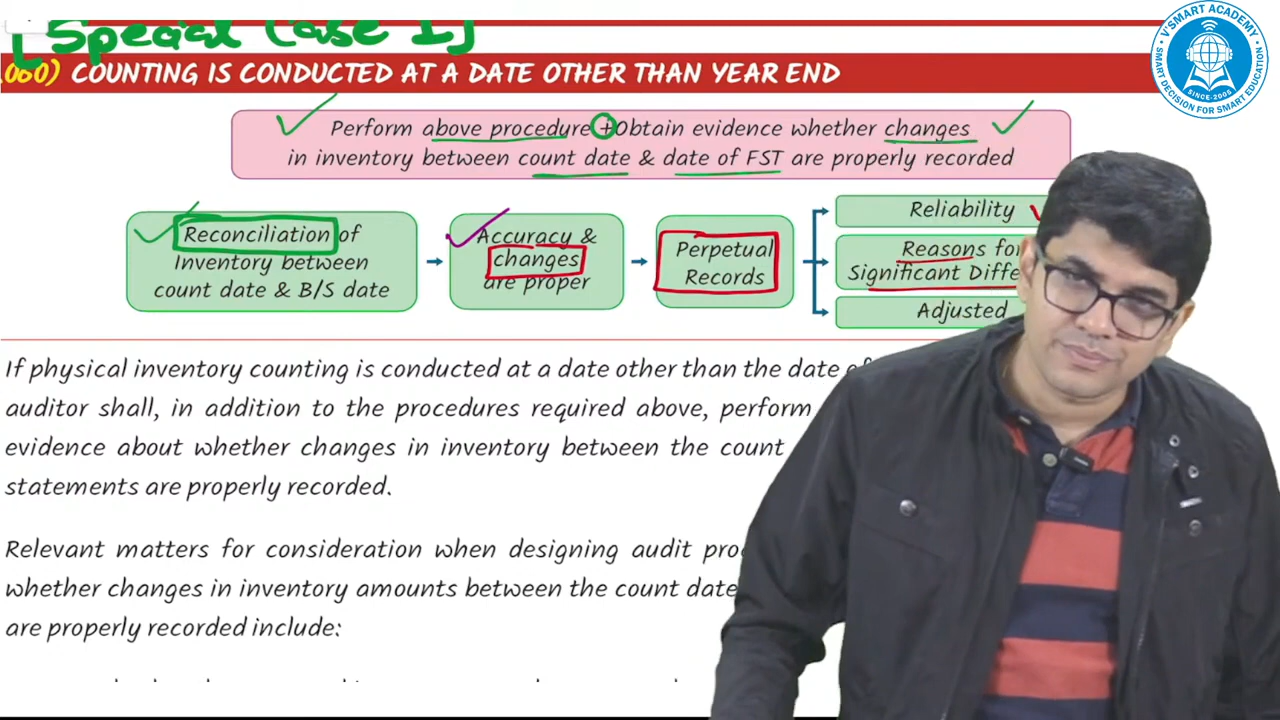 [Special Case 1]
COUNTING IS CONDUCTED AT A DATE OTHER THAN YEAR END
Perform above procedure + Obtain evidence whether changes
in inventory between count date & date of FST are properly recorded
Reconciliation of
Inventory between
count date & B/S date
Accuracy &
changes
are proper
Perpetual
Records
Reliability
Reasons for
Significant
Adjusted
If physical inventory counting is conducted at a date other than the date
auditor shall, in addition to the procedures required above, perform
evidence about whether changes in inventory between the count
statements are properly recorded.
Relevant matters for consideration when designing audit
whether changes in inventory amounts between the count date
are properly recorded include:
V'SMART ACADEMY
SMART DECISION FOR SMART EDUCATION
SINCE-2005